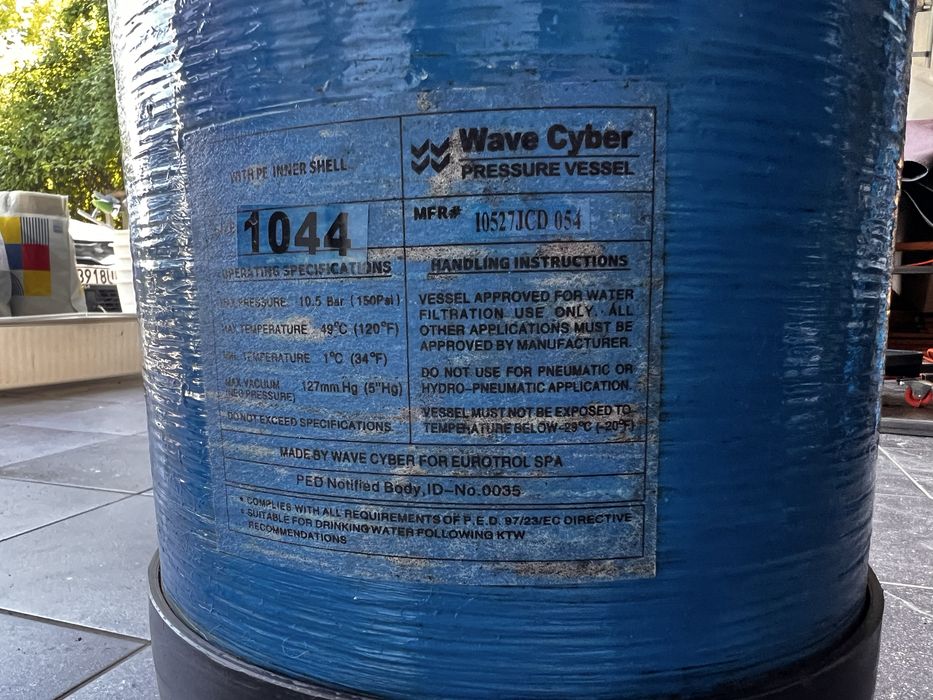 WITH PE INNER SHELL
Wave Cyber
PRESSURE VESSEL
1044
MFR# 10527JCD 054
OPERATING SPECIFICATIONS
MAX PRESSURE 10.5 Bar (150Psi)
MAX TEMPERATURE 49°C (120°F)
MIN. TEMPERATURE 1°C (34°F)
MAX VACUUM 127mm Hg (5"Hg)
(NEG PRESSURE)
DO NOT EXCEED SPECIFICATIONS
HANDLING INSTRUCTIONS
VESSEL APPROVED FOR WATER
FILTRATION USE ONLY. ALL
OTHER APPLICATIONS MUST BE
APPROVED BY MANUFACTURER.
DO NOT USE FOR PNEUMATIC OR
HYDRO-PNEUMATIC APPLICATION.
VESSEL MUST NOT BE EXPOSED TO
TEMPERATURE BELOW -29°C (-20°F)
MADE BY WAVE CYBER FOR EUROTROL SPA
PED Notified Body,ID-No.0035
* COMPLIES WITH ALL REQUIREMENTS OF P.E.D. 97/23/EC DIRECTIVE
* SUITABLE FOR DRINKING WATER FOLLOWING KTW
RECOMMENDATIONS